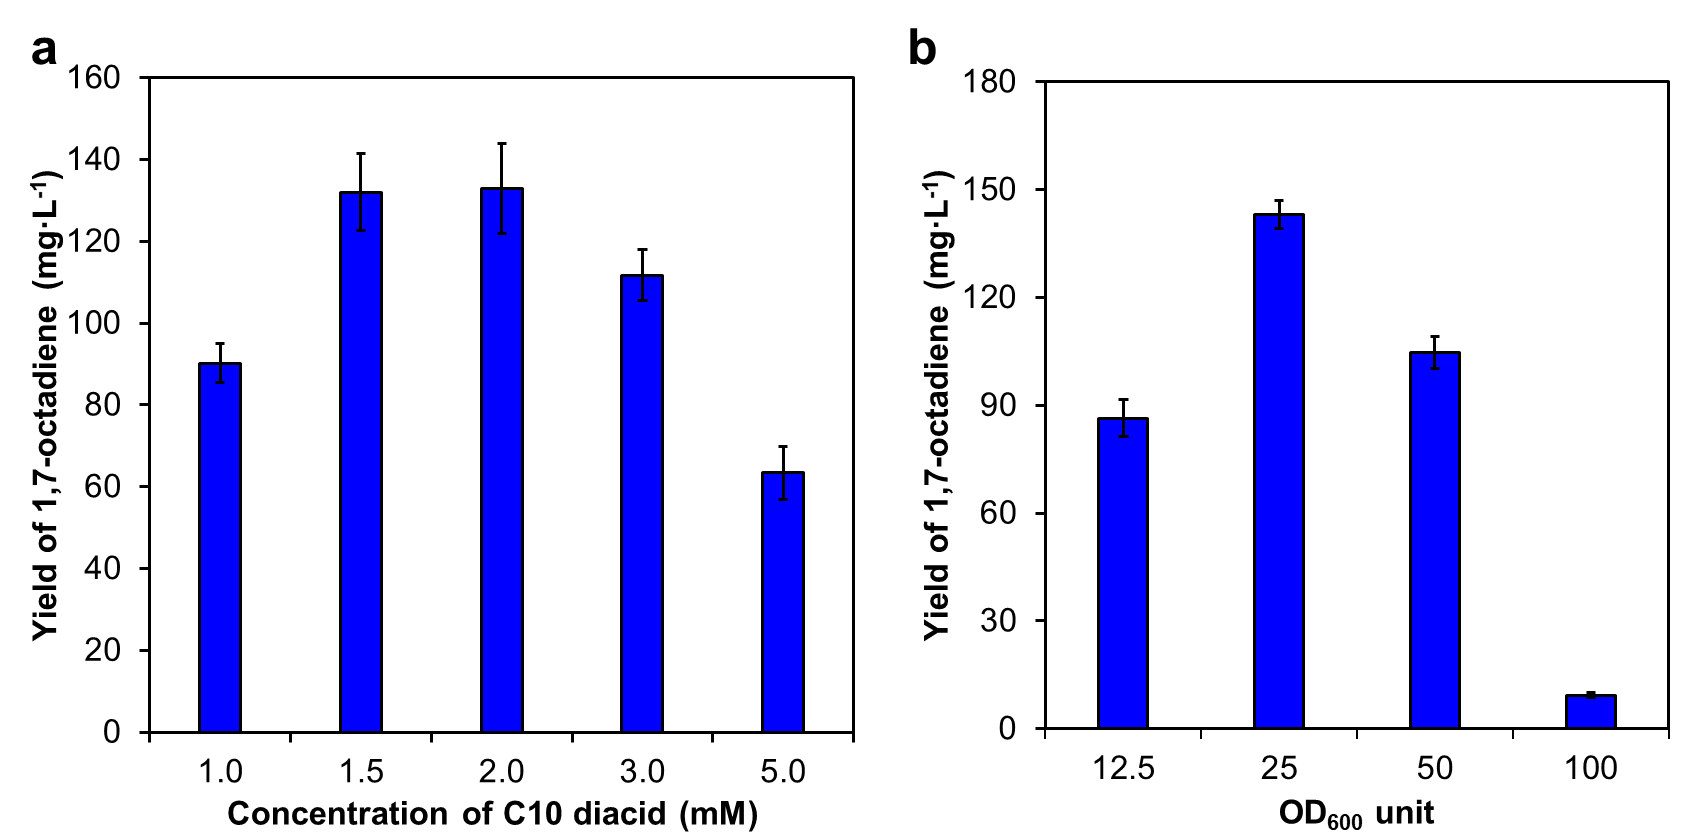 a
Yield of 1,7-octadiene (mg·L⁻¹)
160
140
120
100
80
60
40
20
0
1.0 1.5 2.0 3.0 5.0
Concentration of C10 diacid (mM)
b
Yield of 1,7-octadiene (mg·L⁻¹)
180
150
120
90
60
30
0
12.5 25 50 100
OD₆₀₀ unit